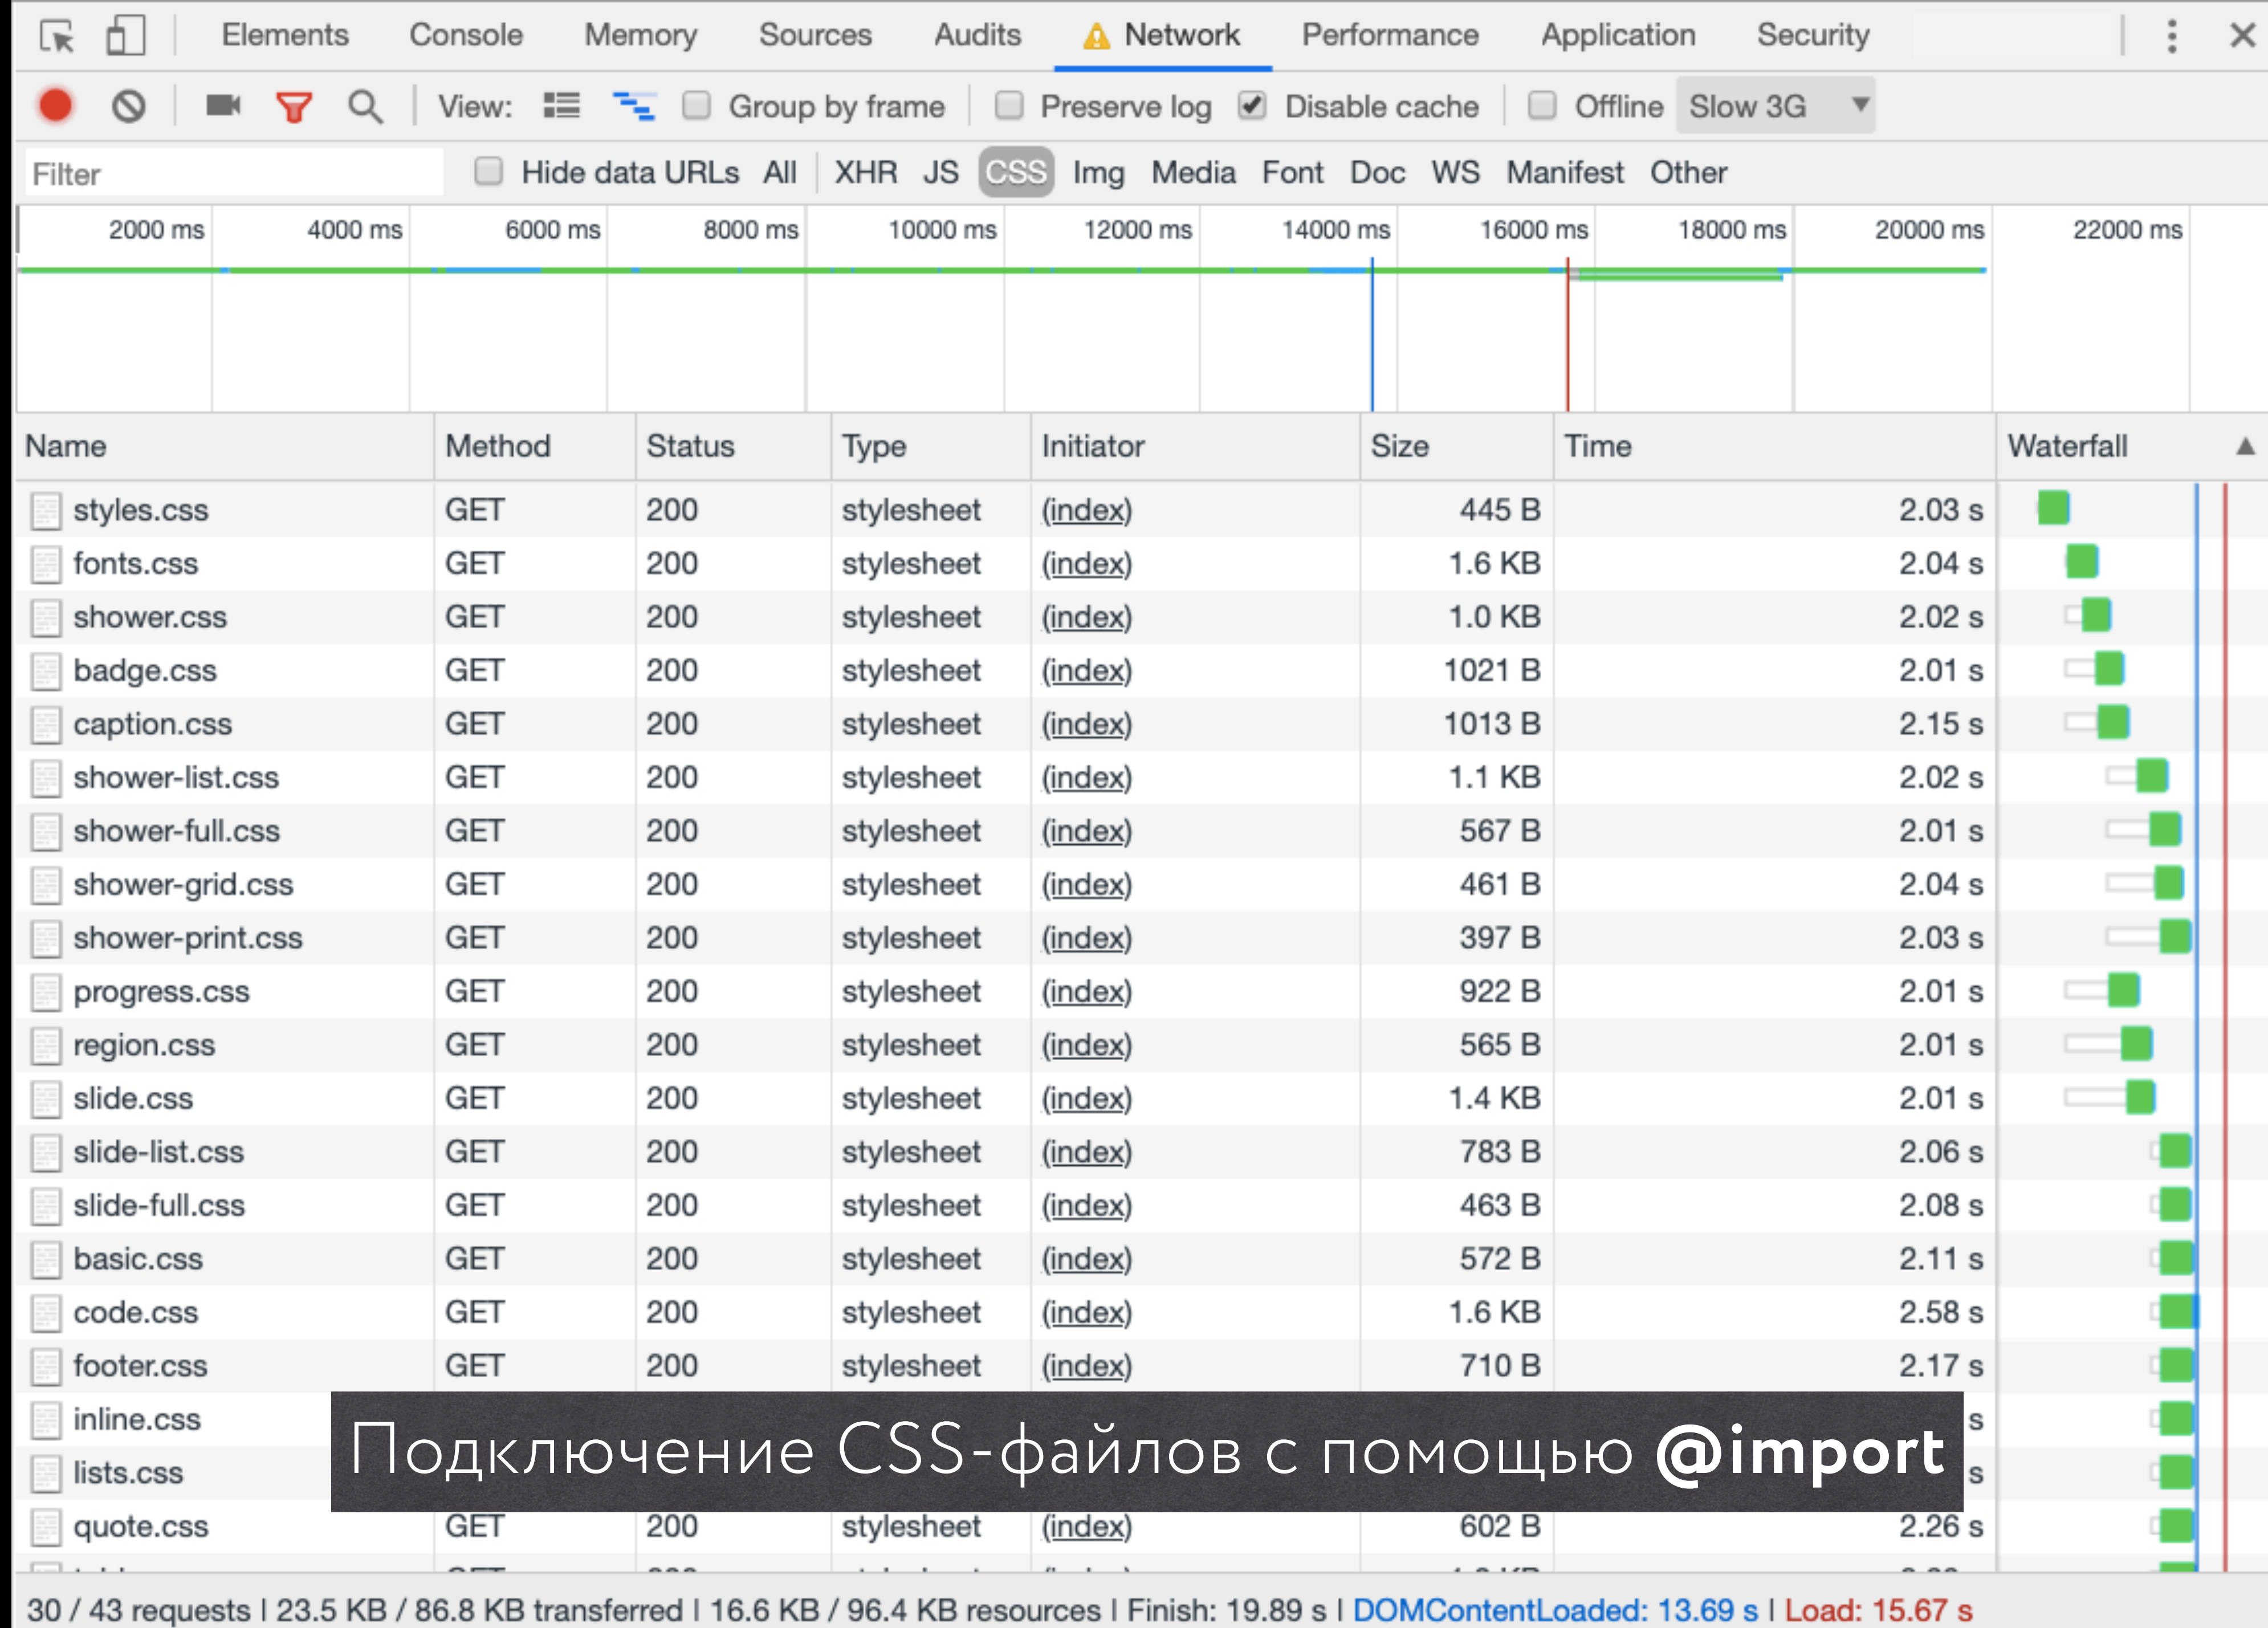 Elements Console Memory Sources Audits Network Performance Application Security
View: Group by frame Preserve log Disable cache Offline Slow 3G
Filter Hide data URLs All XHR JS CSS Img Media Font Doc WS Manifest Other
2000 ms 4000 ms 6000 ms 8000 ms 10000 ms 12000 ms 14000 ms 16000 ms 18000 ms 20000 ms 22000 ms
Name Method Status Type Initiator Size Time Waterfall
styles.css GET 200 stylesheet (index) 445 B 2.03 s
fonts.css GET 200 stylesheet (index) 1.6 KB 2.04 s
shower.css GET 200 stylesheet (index) 1.0 KB 2.02 s
badge.css GET 200 stylesheet (index) 1021 B 2.01 s
caption.css GET 200 stylesheet (index) 1013 B 2.15 s
shower-list.css GET 200 stylesheet (index) 1.1 KB 2.02 s
shower-full.css GET 200 stylesheet (index) 567 B 2.01 s
shower-grid.css GET 200 stylesheet (index) 461 B 2.04 s
shower-print.css GET 200 stylesheet (index) 397 B 2.03 s
progress.css GET 200 stylesheet (index) 922 B 2.01 s
region.css GET 200 stylesheet (index) 565 B 2.01 s
slide.css GET 200 stylesheet (index) 1.4 KB 2.01 s
slide-list.css GET 200 stylesheet (index) 783 B 2.06 s
slide-full.css GET 200 stylesheet (index) 463 B 2.08 s
basic.css GET 200 stylesheet (index) 572 B 2.11 s
code.css GET 200 stylesheet (index) 1.6 KB 2.58 s
footer.css GET 200 stylesheet (index) 710 B 2.17 s
inline.css s
Подключение CSS-файлов с помощью @import
lists.css s
quote.css GET 200 stylesheet (index) 602 B 2.26 s
30 / 43 requests | 23.5 KB / 86.8 KB transferred | 16.6 KB / 96.4 KB resources | Finish: 19.89 s | DOMContentLoaded: 13.69 s | Load: 15.67 s